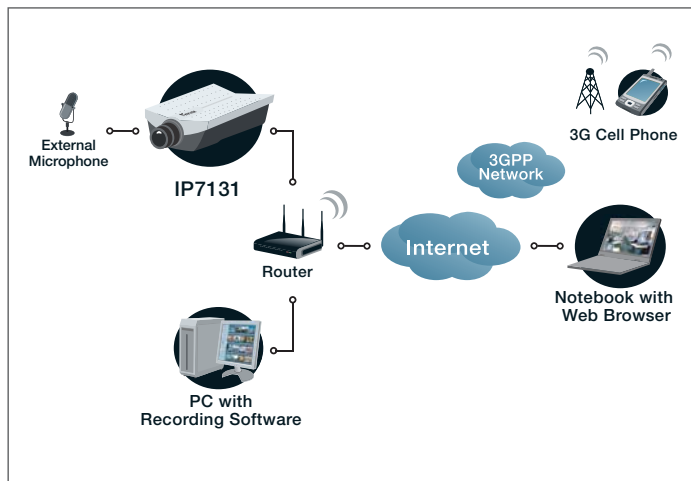 External
Microphone
IP7131
3G Cell Phone
3GPP
Network
Router
Internet
Notebook with
Web Browser
PC with
Recording Software